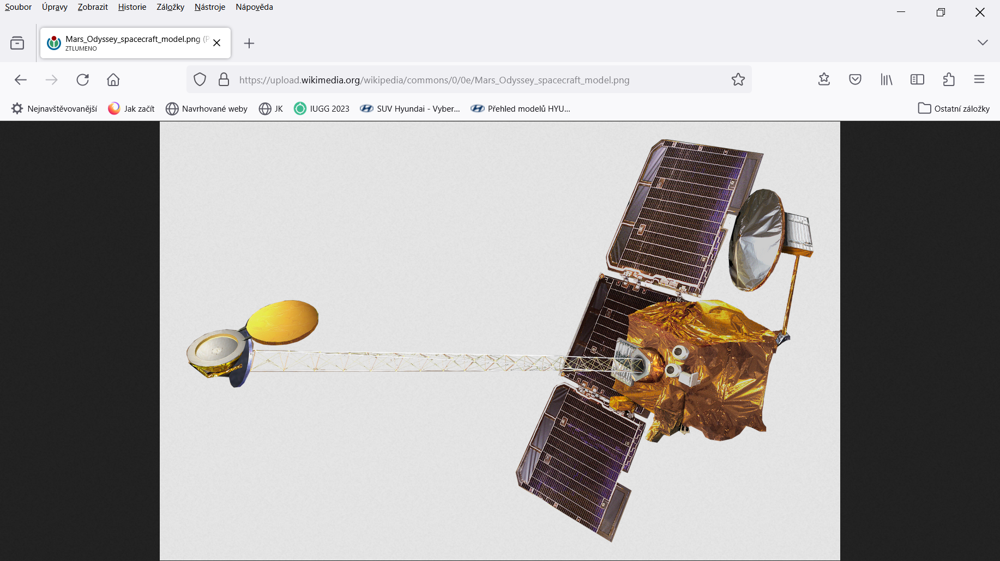 Soubor Úpravy Zobrazit Historie Záložky Nástroje Nápověda
Mars_Odyssey_spacecraft_model.png (P
ZTLUMENO
https://upload.wikimedia.org/wikipedia/commons/0/0e/Mars_Odyssey_spacecraft_model.png
Nejnavštěvovanější Jak začít Navrhované weby JK IUGG 2023 SUV Hyundai - Vyber... Přehled modelů HYU... Ostatní záložky